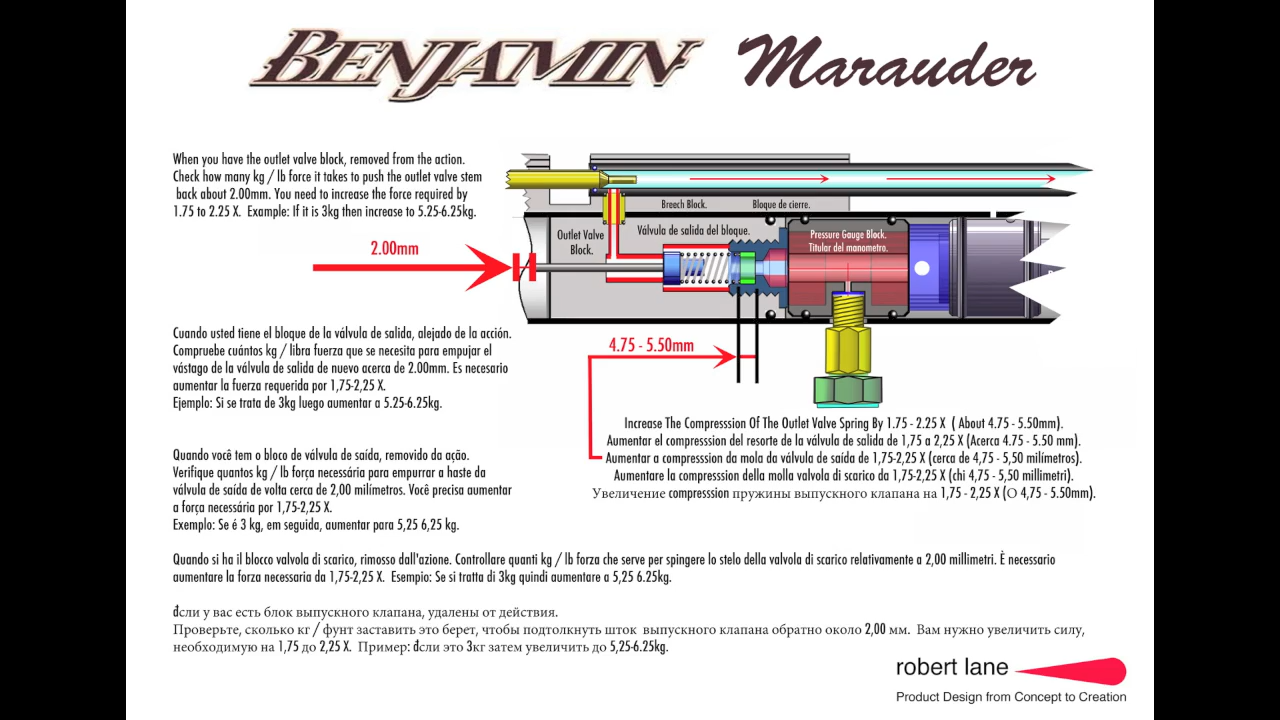 BENJAMIN Marauder
When you have the outlet valve block, removed from the action.
Check how many kg / lb force it takes to push the outlet valve stem
back about 2.00mm. You need to increase the force required by
1.75 to 2.25 X. Example: If it is 3kg then increase to 5.25-6.25kg.
2.00mm
Breech Block.
Bloque de cierre.
Outlet Valve
Block.
Válvula de salida del bloque.
Pressure Gauge Block.
Titular del manometro.
Cuando usted tiene el bloque de la válvula de salida, alejado de la acción.
Compruebe cuántos kg / libra fuerza que se necesita para empujar el
vástago de la válvula de salida de nuevo acerca de 2.00mm. Es necesario
aumentar la fuerza requerida por 1,75-2,25 X.
Ejemplo: Si se trata de 3kg luego aumentar a 5.25-6.25kg.
4.75 - 5.50mm
Increase The Compresssion Of The Outlet Valve Spring By 1.75 - 2.25 X ( About 4.75 - 5.50mm).
Aumentar el compresssion del resorte de la válvula de salida de 1,75 a 2,25 X (Acerca 4.75 - 5.50 mm).
Aumentar a compresssion da mola da válvula de saída de 1,75-2,25 X (cerca de 4,75 - 5,50 milímetros).
Aumentare la compresssion della molla valvola di scarico da 1,75-2,25 X (chi 4,75 - 5,50 millimetri).
Увеличение compresssion пружины выпускного клапана на 1,75 - 2,25 X (О 4,75 - 5.50mm).
Quando você tem o bloco de válvula de saída, removido da ação.
Verifique quantos kg / lb força necessária para empurrar a haste da
válvula de saída de volta cerca de 2,00 milímetros. Você precisa aumentar
a força necessária por 1,75-2,25 X.
Exemplo: Se é 3 kg, em seguida, aumentar para 5,25 6,25 kg.
Quando si ha il blocco valvola di scarico, rimosso dall'azione. Controllare quanti kg / lb forza che serve per spingere lo stelo della valvola di scarico relativamente a 2,00 millimetri. È necessario
aumentare la forza necessaria da 1,75-2,25 X. Esempio: Se si tratta di 3kg quindi aumentare a 5,25 6.25kg.
đсли у вас есть блок выпускного клапана, удалены от действия.
Проверьте, сколько кг / фунт заставить это берет, чтобы подтолкнуть шток выпускного клапана обратно около 2,00 мм. Вам нужно увеличить силу,
необходимую на 1,75 до 2,25 X. Пример: đсли это 3кг затем увеличить до 5,25-6.25kg.
robert lane
Product Design from Concept to Creation